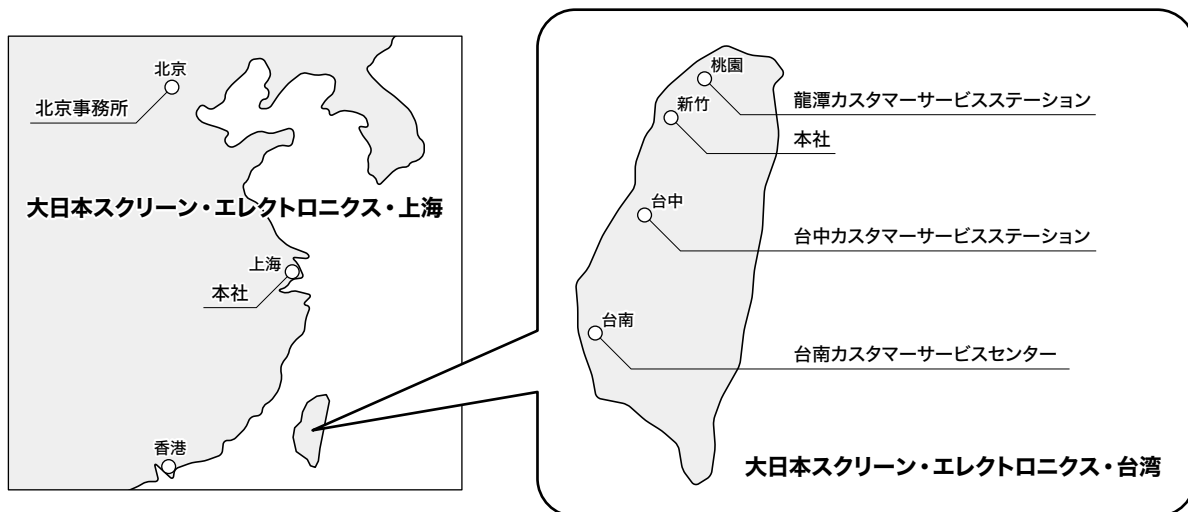 北京
北京事務所
大日本スクリーン・エレクトロニクス・上海
上海
本社
香港
桃園
龍潭カスタマーサービスステーション
新竹
本社
台中
台中カスタマーサービスステーション
台南
台南カスタマーサービスセンター
大日本スクリーン・エレクトロニクス・台湾